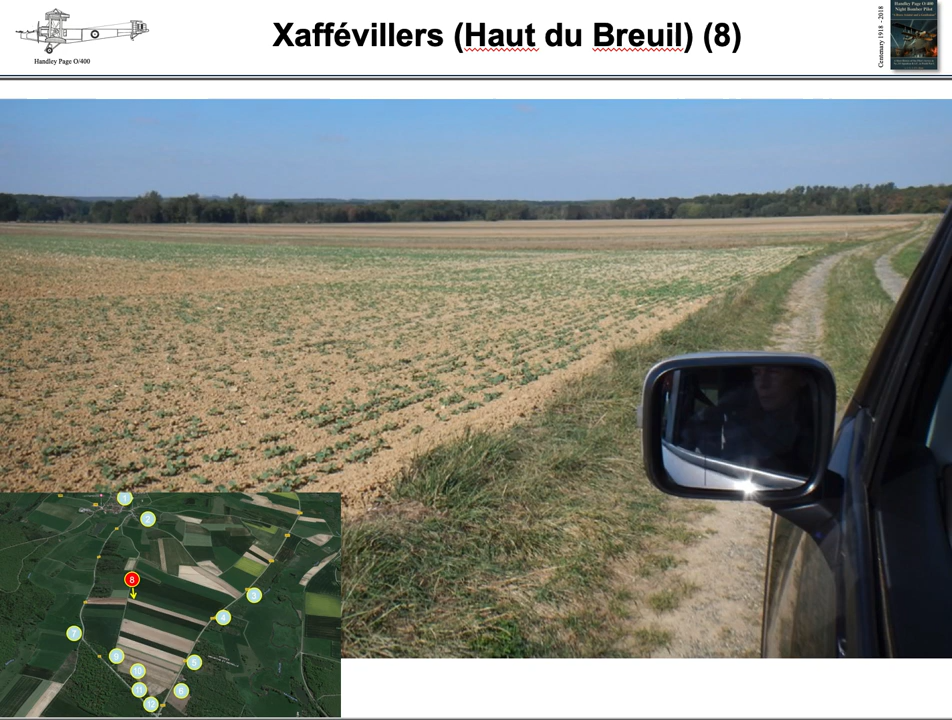 Xaffévillers (Haut du Breuil) (8)
Handley Page O/400
Centenary 1918 - 2018
Handley Page O/400
Night Bomber Pilot
1
2
8
3
4
7
9
5
10
11
6
12